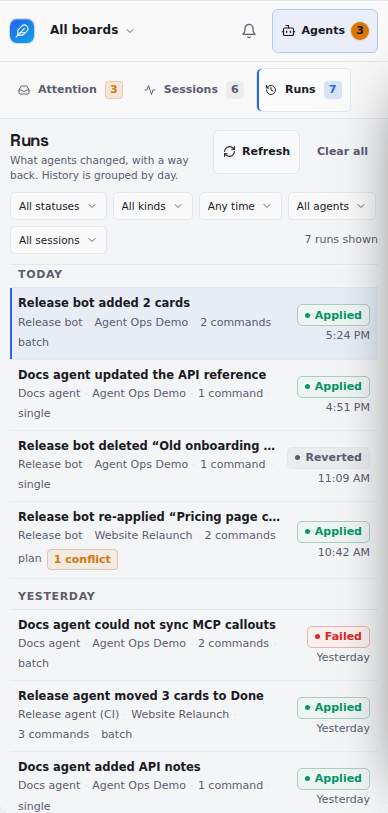 All boards
Agents 3
Attention 3 Sessions 6 Runs 7
Runs
What agents changed, with a way
back. History is grouped by day.
Refresh
Clear all
All statuses All kinds Any time All agents
All sessions
7 runs shown
TODAY
Release bot added 2 cards
Release bot · Agent Ops Demo · 2 commands
batch
Applied
5:24 PM
Docs agent updated the API reference
Docs agent · Agent Ops Demo · 1 command ·
single
Applied
4:51 PM
Release bot deleted “Old onboarding ...
Release bot · Agent Ops Demo · 1 command ·
single
Reverted
11:09 AM
Release bot re-applied “Pricing page c...
Release bot · Website Relaunch · 2 commands ·
plan 1 conflict
Applied
10:42 AM
YESTERDAY
Docs agent could not sync MCP callouts
Docs agent · Agent Ops Demo · 2 commands ·
batch
Failed
Yesterday
Release agent moved 3 cards to Done
Release agent (CI) · Website Relaunch ·
3 commands · batch
Applied
Yesterday
Docs agent added API notes
Docs agent · Agent Ops Demo · 1 command ·
single
Applied
Yesterday